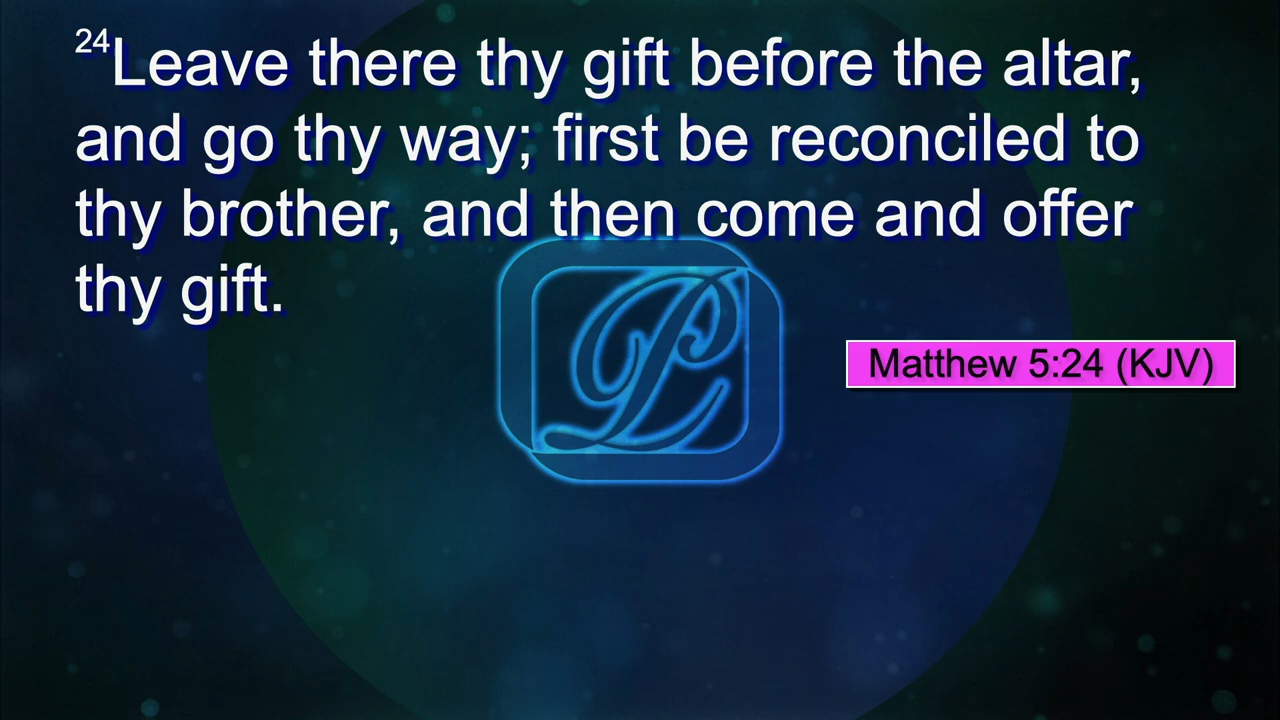 24Leave there thy gift before the altar,
and go thy way; first be reconciled to
thy brother, and then come and offer
thy gift.
Matthew 5:24 (KJV)